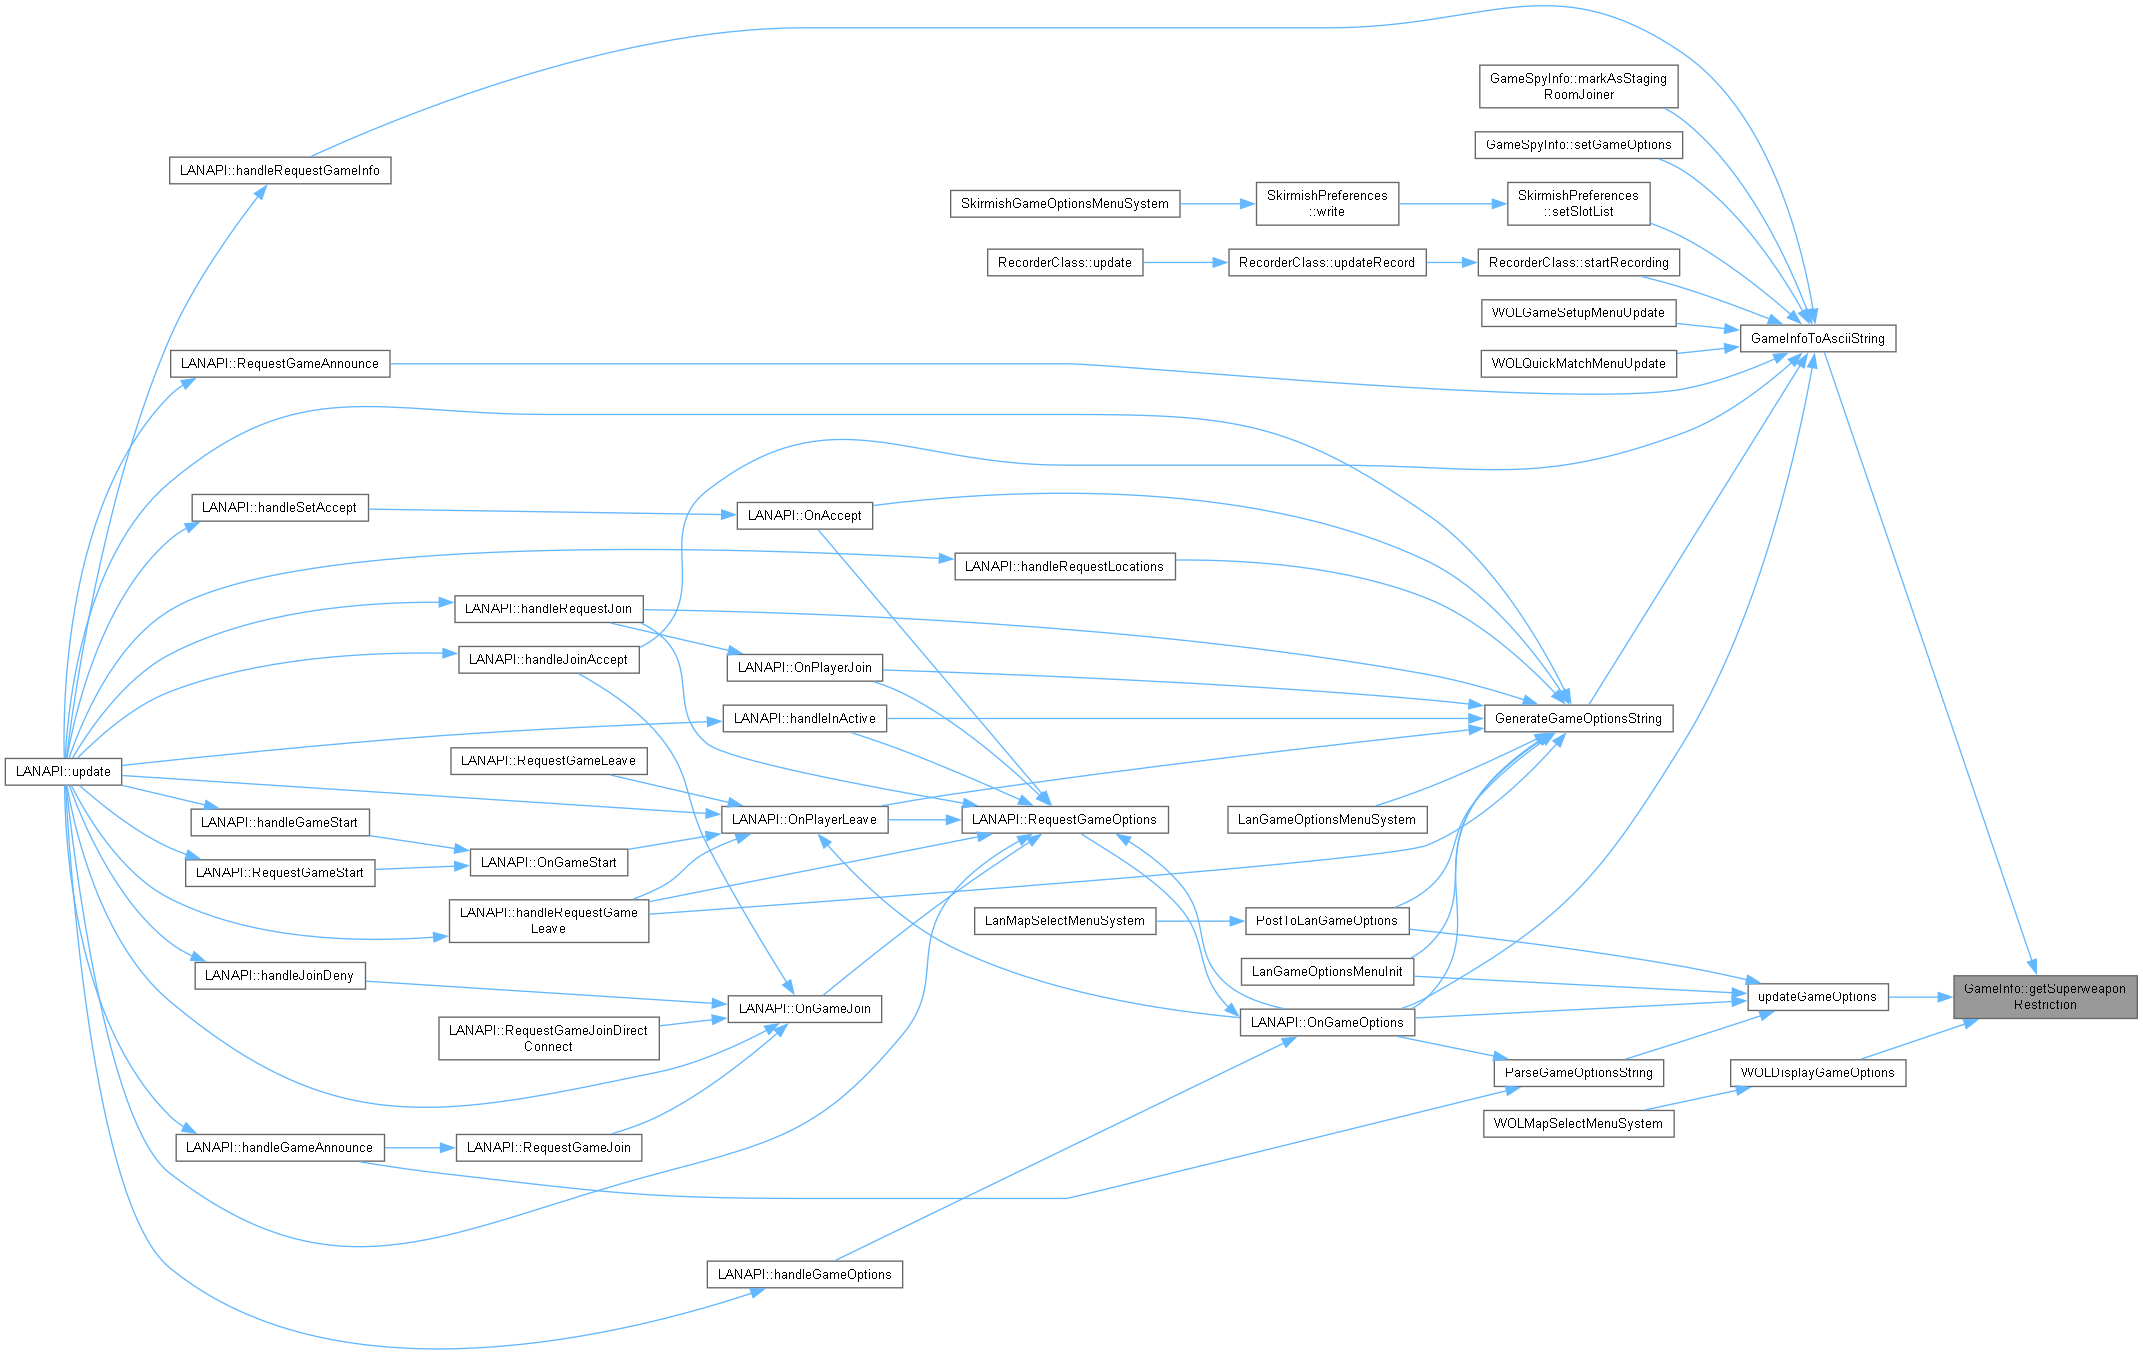 GameSpyInfo::markAsStaging
RoomJoiner
GameSpyInfo::setGameOptions
LANAPI::handleRequestGameInfo
SkirmishGameOptionsMenuSystem
SkirmishPreferences
::write
SkirmishPreferences
::setSlotList
RecorderClass::update
RecorderClass::updateRecord
RecorderClass::startRecording
WOLGameSetupMenuUpdate
GameInfoToAsciiString
LANAPI::RequestGameAnnounce
WOLQuickMatchMenuUpdate
LANAPI::handleSetAccept
LANAPI::OnAccept
LANAPI::handleRequestLocations
LANAPI::handleRequestJoin
LANAPI::handleJoinAccept
LANAPI::OnPlayerJoin
LANAPI::handleInActive
GenerateGameOptionsString
LANAPI::RequestGameLeave
LANAPI::update
LANAPI::handleGameStart
LANAPI::OnPlayerLeave
LANAPI::RequestGameOptions
LanGameOptionsMenuSystem
LANAPI::OnGameStart
LANAPI::RequestGameStart
LANAPI::handleRequestGame
Leave
LanMapSelectMenuSystem
PostToLanGameOptions
LANAPI::handleJoinDeny
LanGameOptionsMenuInit
updateGameOptions
GameInfo::getSuperweapon
Restriction
LANAPI::OnGameJoin
LANAPI::OnGameOptions
LANAPI::RequestGameJoinDirect
Connect
ParseGameOptionsString
WOLDisplayGameOptions
WOLMapSelectMenuSystem
LANAPI::handleGameAnnounce
LANAPI::RequestGameJoin
LANAPI::handleGameOptions